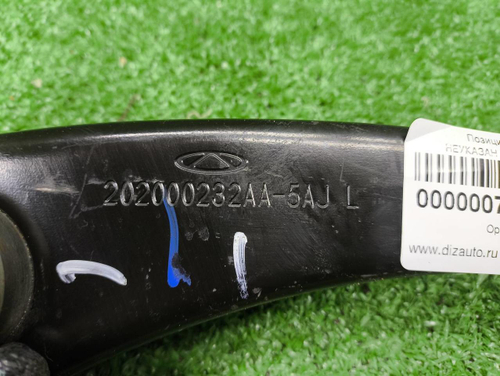 202000232AA-5AJ L
Позици
НЕУКАЗАН
0000007
Ор
www.dizauto.ru